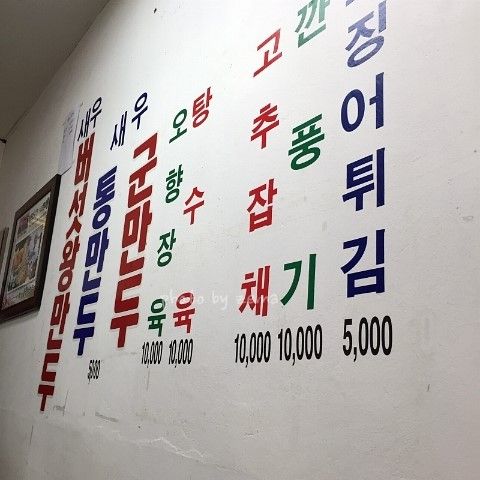 버섯왕만두
새우
통만두
새우
군만두
오향장육
10,000
탕수육
10,000
고추잡채
10,000
깐풍기
10,000
징어튀김
5,000
photo by